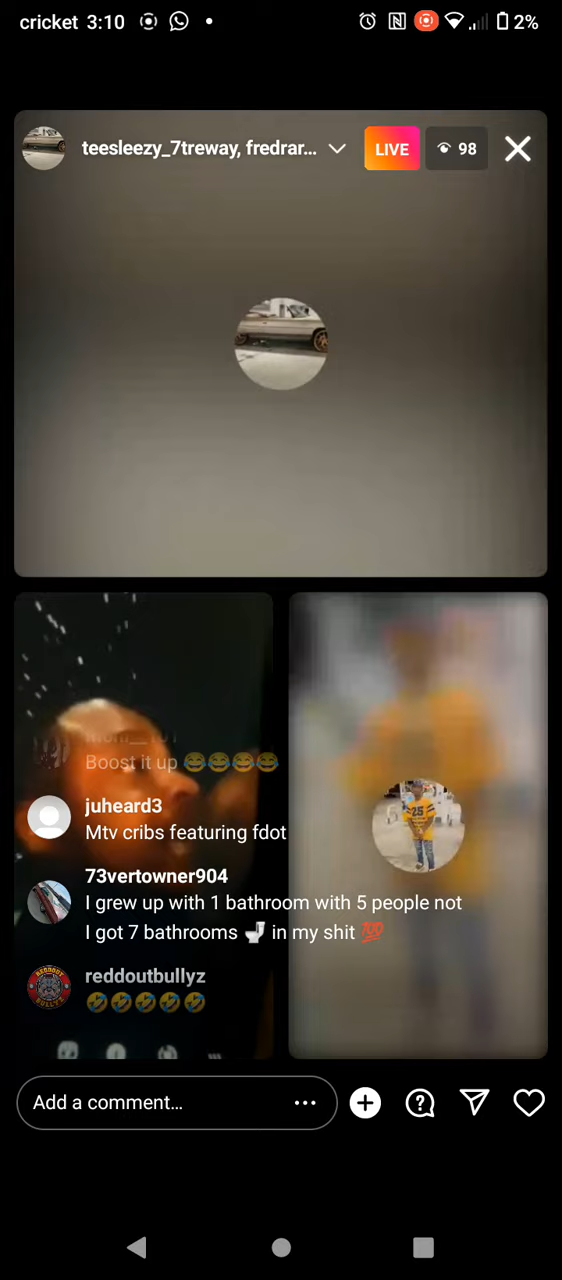 cricket 3:10
2%
teesleezy_7treway, fredrar...
LIVE
98
Boost it up 😂😂😂😂
juheard3
Mtv cribs featuring fdot
25
73vertowner904
I grew up with 1 bathroom with 5 people not
I got 7 bathrooms 🚽 in my shit 💯
reddoutbullyz
🤣🤣🤣🤣🤣
Add a comment...